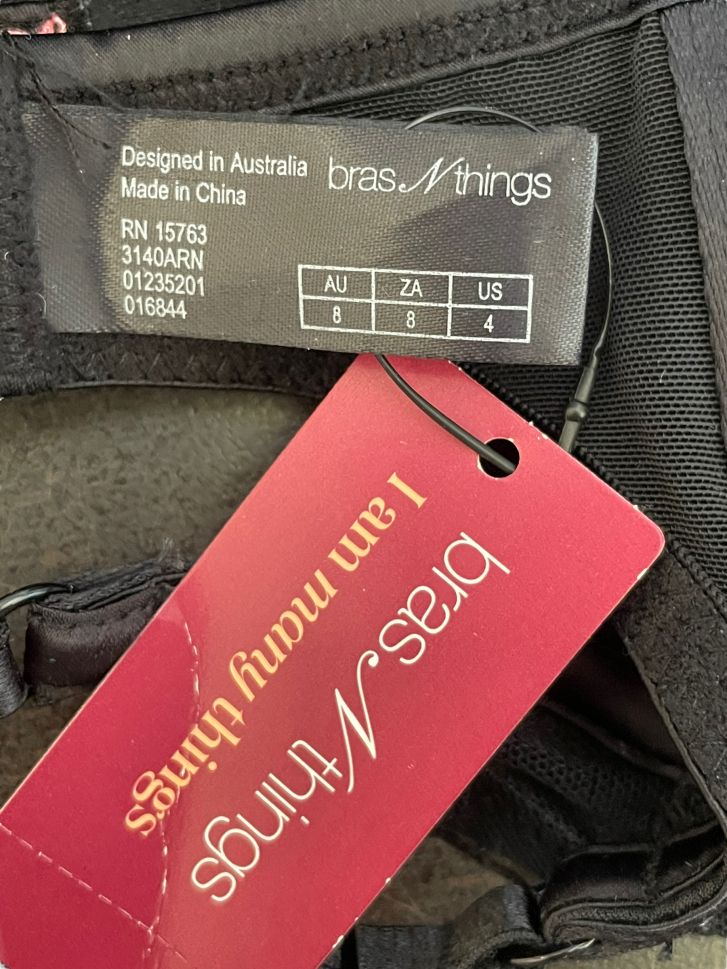 Designed in Australia
Made in China
bras N things
RN 15763
3140ARN
01235201
016844
AU ZA US
8 8 4
I am many things
bras N things